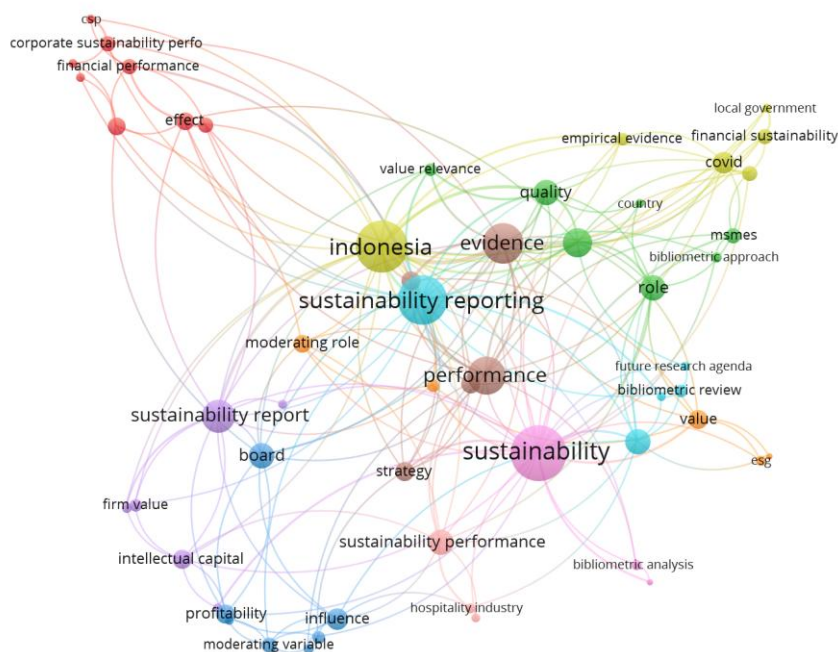 csp
corporate sustainability perfo
financial performance
effect
local government
empirical evidence
financial sustainability
covid
value relevance
quality
country
msmes
indonesia
evidence
bibliometric approach
role
sustainability reporting
moderating role
performance
future research agenda
bibliometric review
sustainability report
value
board
sustainability
strategy
esg
firm value
sustainability performance
intellectual capital
bibliometric analysis
hospitality industry
profitability
influence
moderating variable